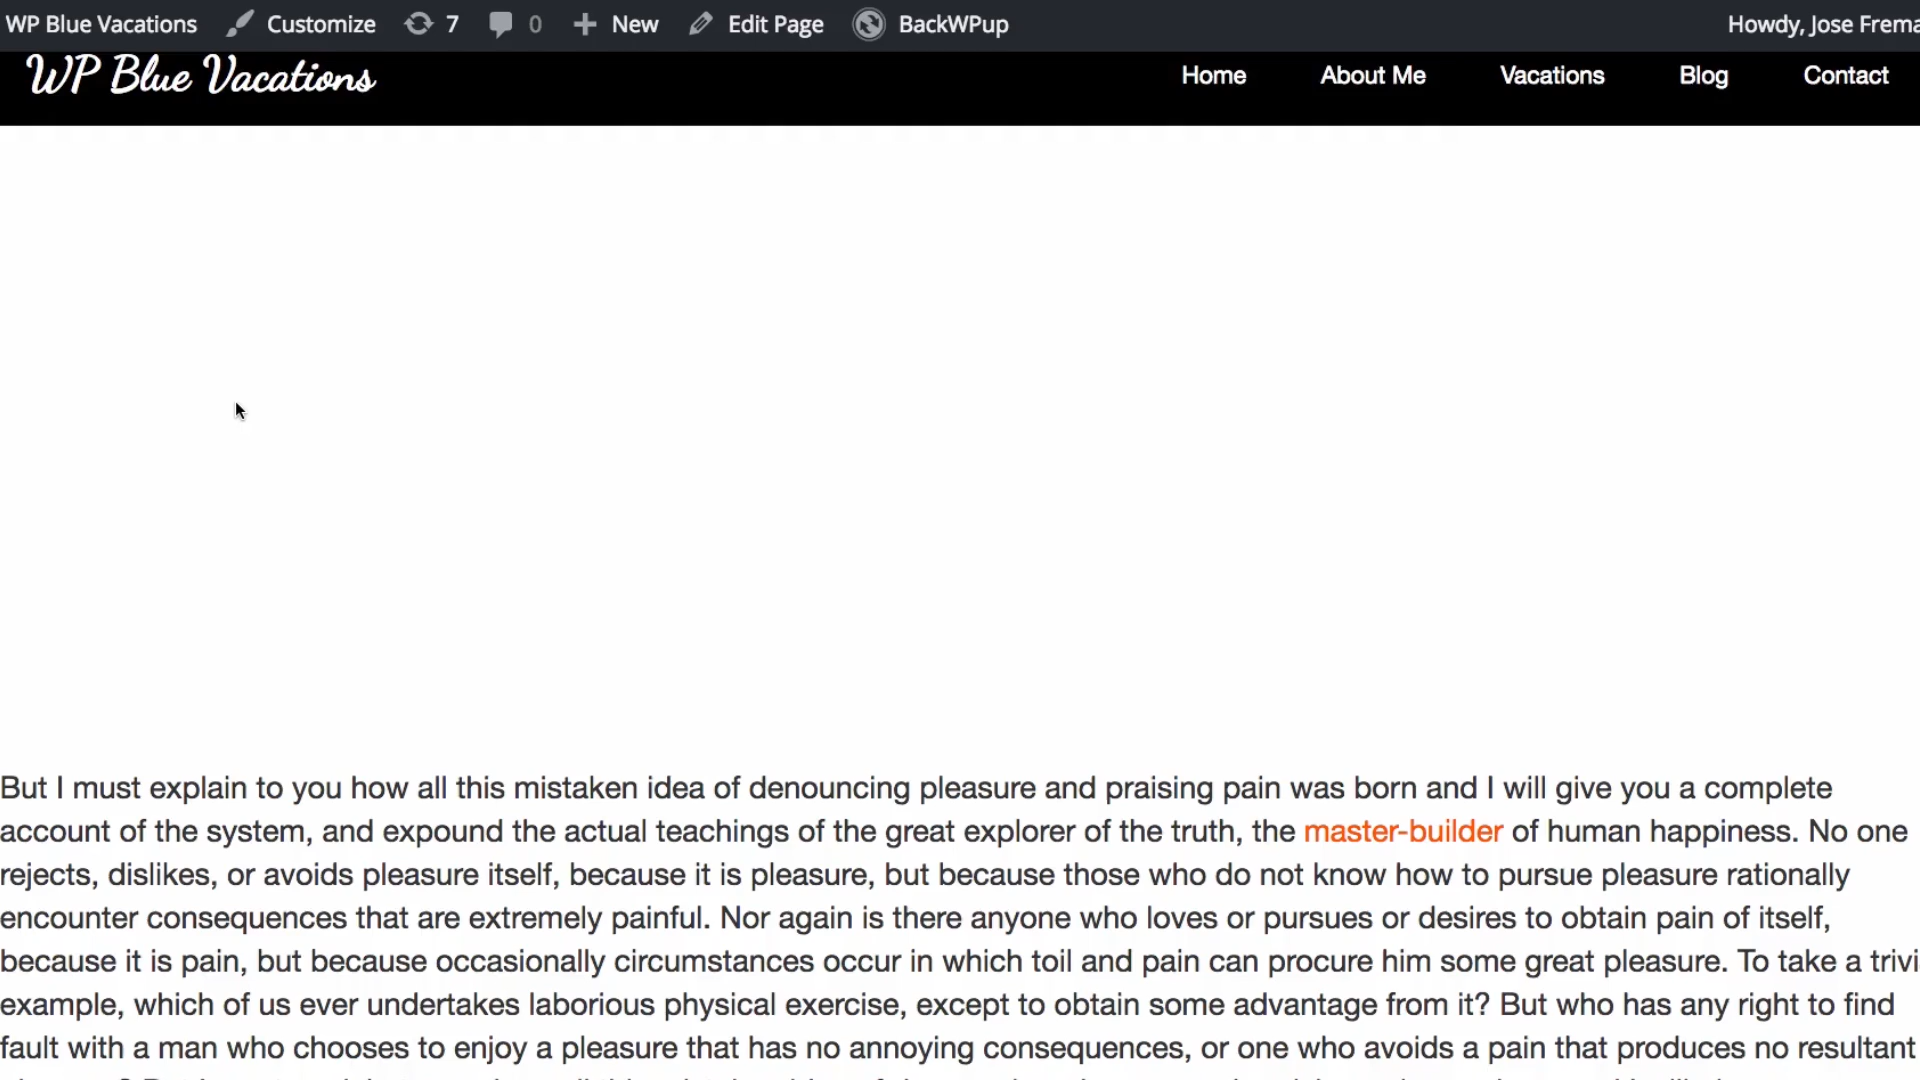 WP Blue Vacations Customize 7 0 New Edit Page BackWPup Howdy, Jose
WP Blue Vacations Home About Me Vacations Blog Contact
But I must explain to you how all this mistaken idea of denouncing pleasure and praising pain was born and I will give you a complete
account of the system, and expound the actual teachings of the great explorer of the truth, the master-builder of human happiness. No one
rejects, dislikes, or avoids pleasure itself, because it is pleasure, but because those who do not know how to pursue pleasure rationally
encounter consequences that are extremely painful. Nor again is there anyone who loves or pursues or desires to obtain pain of itself,
because it is pain, but because occasionally circumstances occur in which toil and pain can procure him some great pleasure. To take a
example, which of us ever undertakes laborious physical exercise, except to obtain some advantage from it? But who has any right to find
fault with a man who chooses to enjoy a pleasure that has no annoying consequences, or one who avoids a pain that produces no resultant